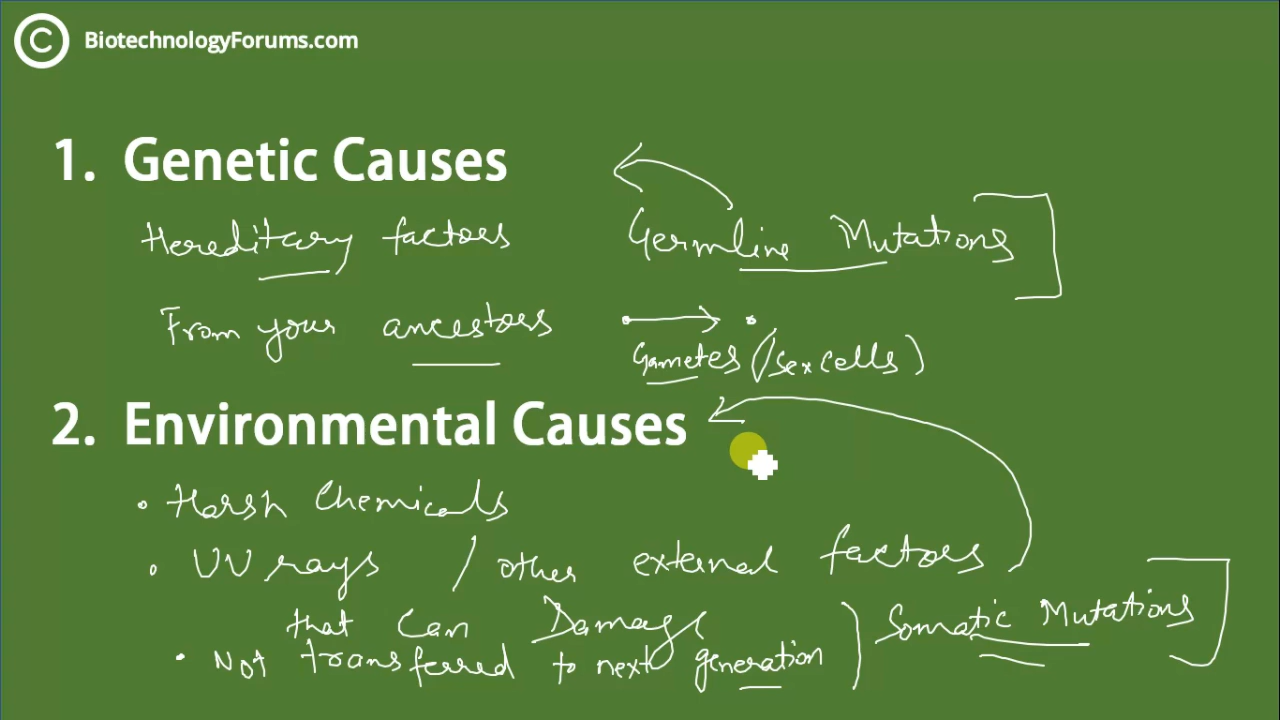 © BiotechnologyForums.com
1. Genetic Causes
Hereditary factors Germline Mutations
From your ancestors Gametes (sex cells)
2. Environmental Causes
• Harsh Chemicals
• UV rays / other external factors
that can Damage Somatic Mutations
• Not transferred to next generation